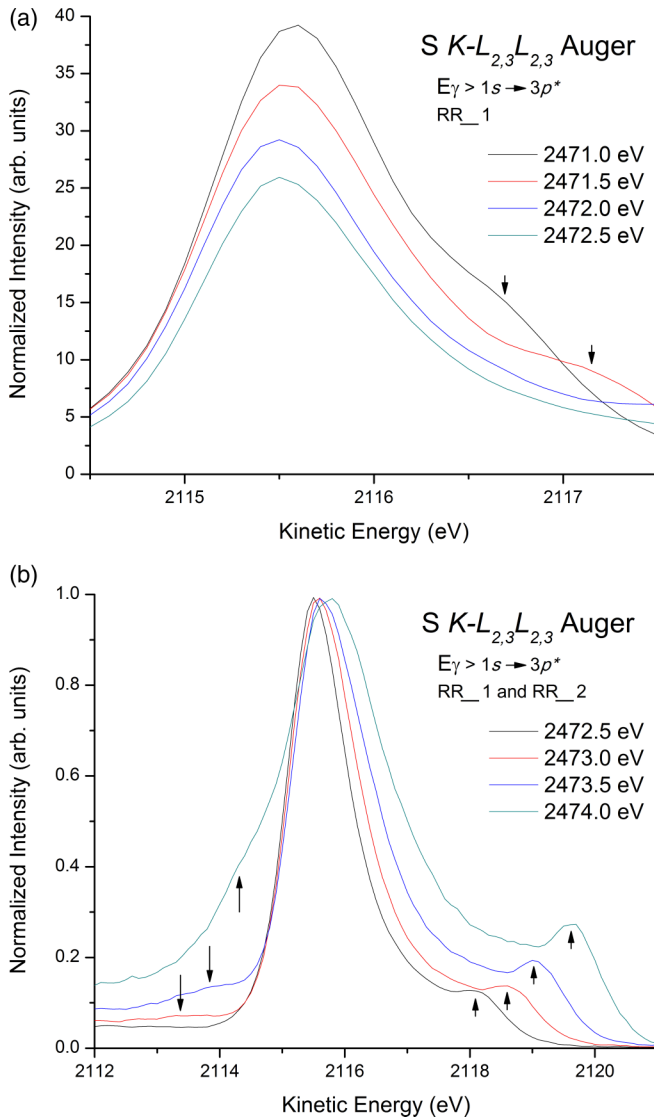 (a)
S K-L2,3L2,3 Auger
Eγ > 1s → 3p*
RR__1
2471.0 eV
2471.5 eV
2472.0 eV
2472.5 eV
Normalized Intensity (arb. units)
40
35
30
25
20
15
10
5
0
2115
2116
2117
Kinetic Energy (eV)
(b)
S K-L2,3L2,3 Auger
Eγ > 1s → 3p*
RR__1 and RR__2
2472.5 eV
2473.0 eV
2473.5 eV
2474.0 eV
Normalized Intensity (arb. units)
1.0
0.8
0.6
0.4
0.2
0.0
2112
2114
2116
2118
2120
Kinetic Energy (eV)